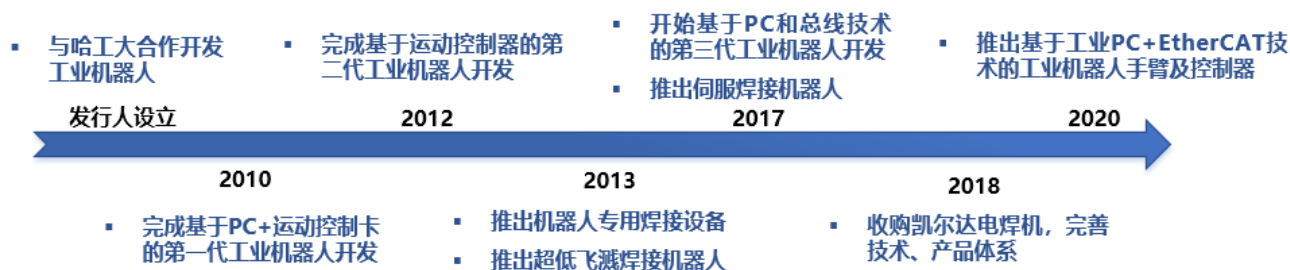 ▪ 与哈工大合作开发
工业机器人
发行人设立
▪ 完成基于运动控制器的第
二代工业机器人开发
2012
▪ 开始基于PC和总线技术
的第三代工业机器人开发
▪ 推出伺服焊接机器人
2017
▪ 推出基于工业PC+EtherCAT技
术的工业机器人手臂及控制器
2020
2010
▪ 完成基于PC+运动控制卡
的第一代工业机器人开发
2013
▪ 推出机器人专用焊接设备
▪ 推出超低飞溅焊接机器人
2018
▪ 收购凯尔达电焊机，完善
技术、产品体系